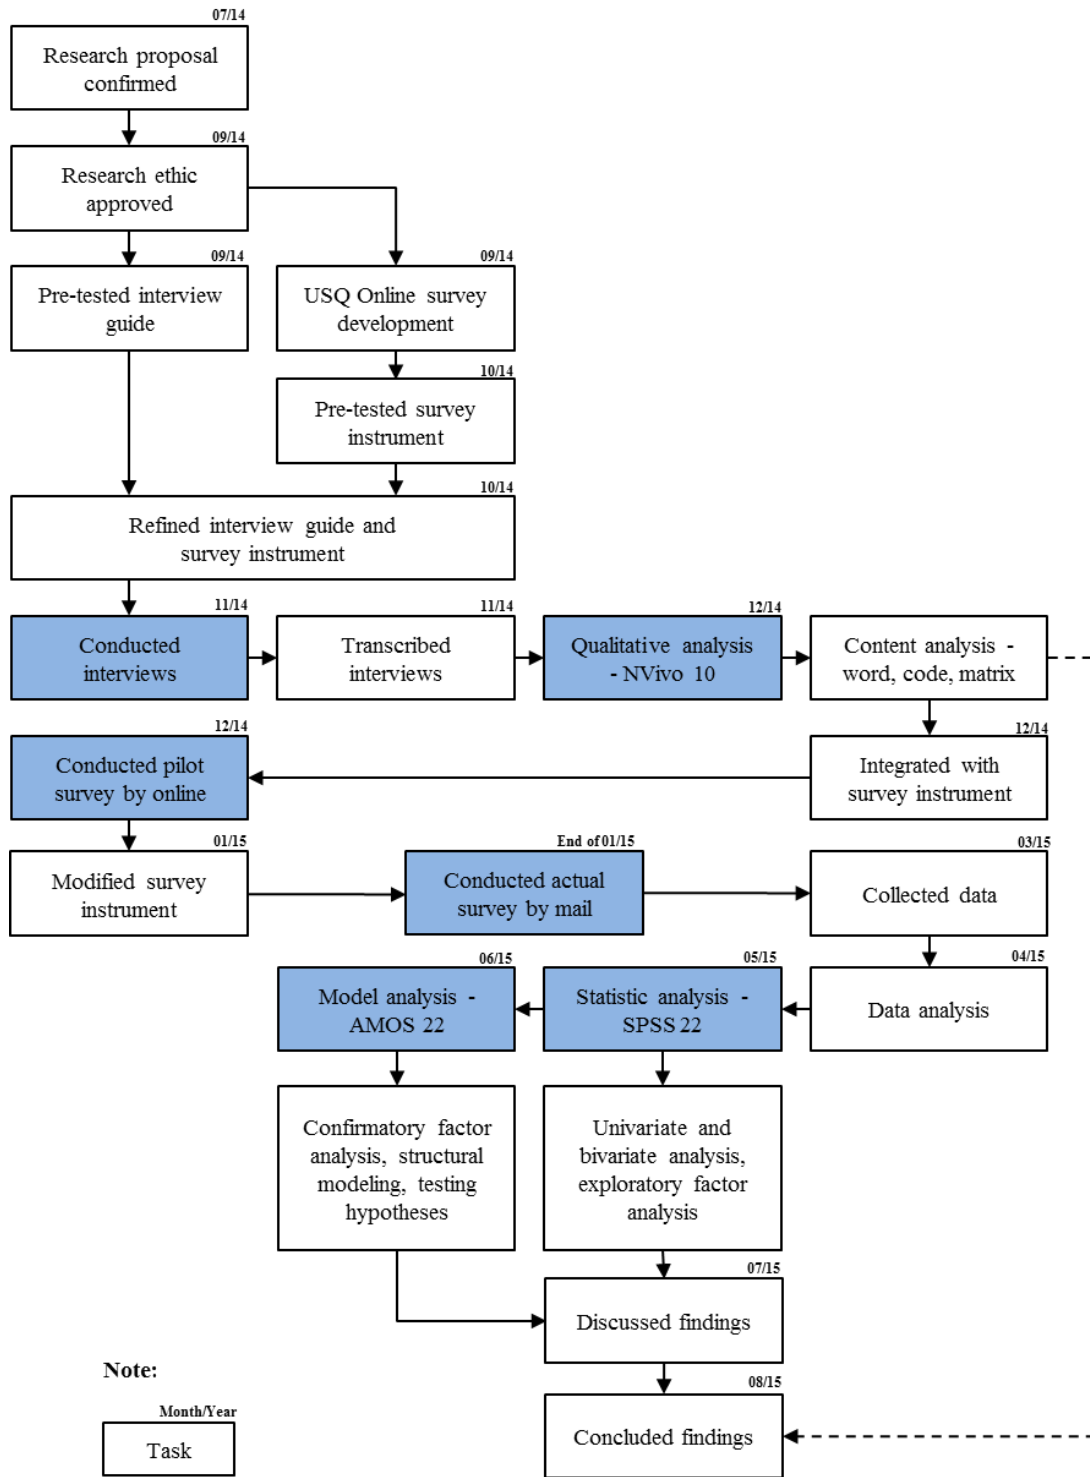 07/14
Research proposal
confirmed
09/14
Research ethic
approved
09/14
Pre-tested interview
guide
09/14
USQ Online survey
development
10/14
Pre-tested survey
instrument
10/14
Refined interview guide and
survey instrument
11/14
Conducted
interviews
11/14
Transcribed
interviews
12/14
Qualitative analysis
- NVivo 10
Content analysis -
word, code, matrix
12/14
Integrated with
survey instrument
12/14
Conducted pilot
survey by online
01/15
Modified survey
instrument
End of 01/15
Conducted actual
survey by mail
03/15
Collected data
04/15
Data analysis
05/15
Statistic analysis -
SPSS 22
06/15
Model analysis -
AMOS 22
Confirmatory factor
analysis, structural
modeling, testing
hypotheses
Univariate and
bivariate analysis,
exploratory factor
analysis
07/15
Discussed findings
08/15
Concluded findings
Note:
Month/Year
Task